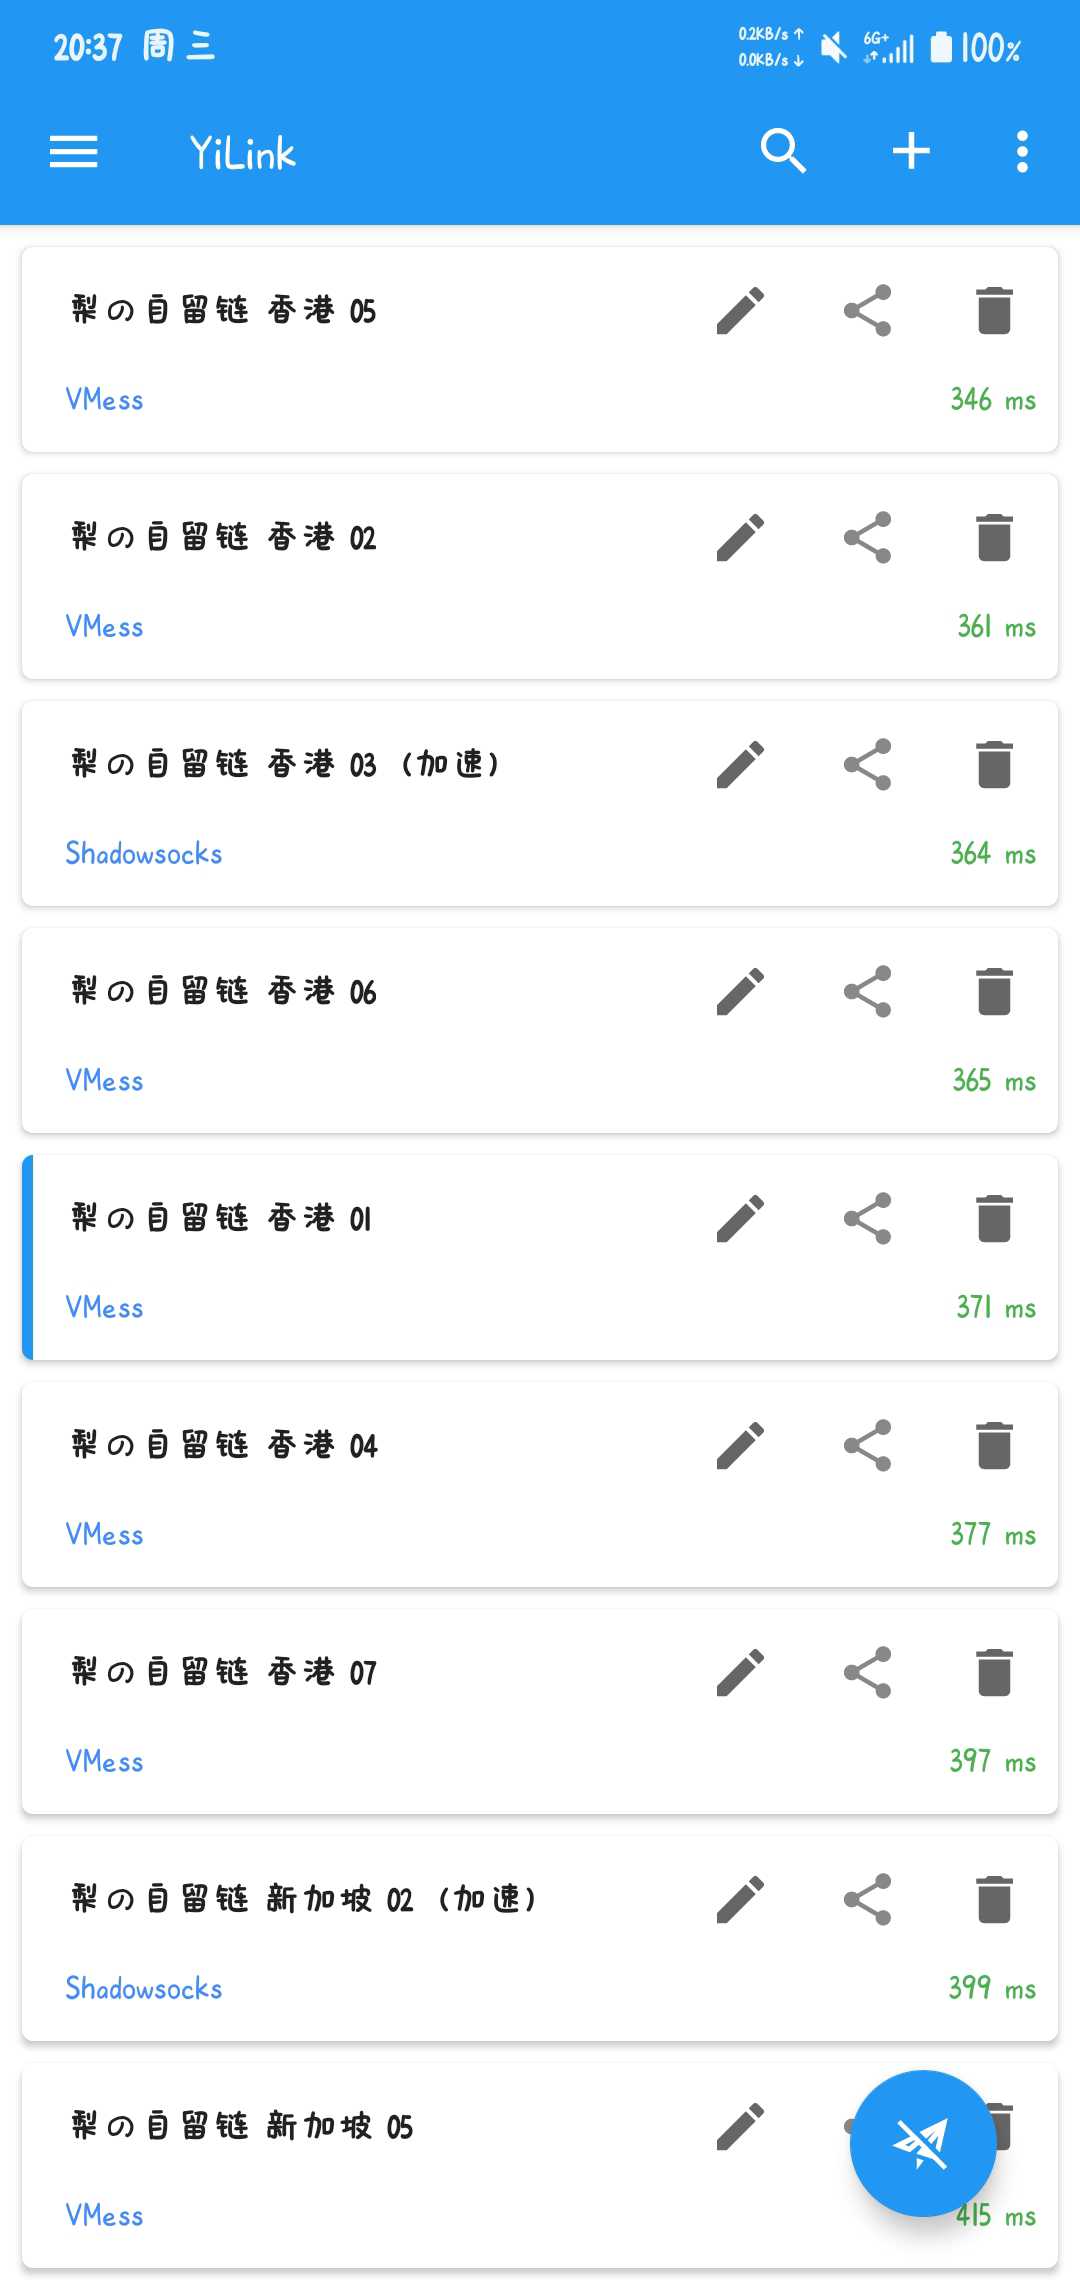 20:37 周三
0.2KB/s ↑
0.0KB/s ↓
6G+
100%
YiLink
梨の自留链 香港 05
VMess
346 ms
梨の自留链 香港 02
VMess
361 ms
梨の自留链 香港 03 (加速)
Shadowsocks
364 ms
梨の自留链 香港 06
VMess
365 ms
梨の自留链 香港 01
VMess
371 ms
梨の自留链 香港 04
VMess
377 ms
梨の自留链 香港 07
VMess
397 ms
梨の自留链 新加坡 02 (加速)
Shadowsocks
399 ms
梨の自留链 新加坡 05
VMess
415 ms